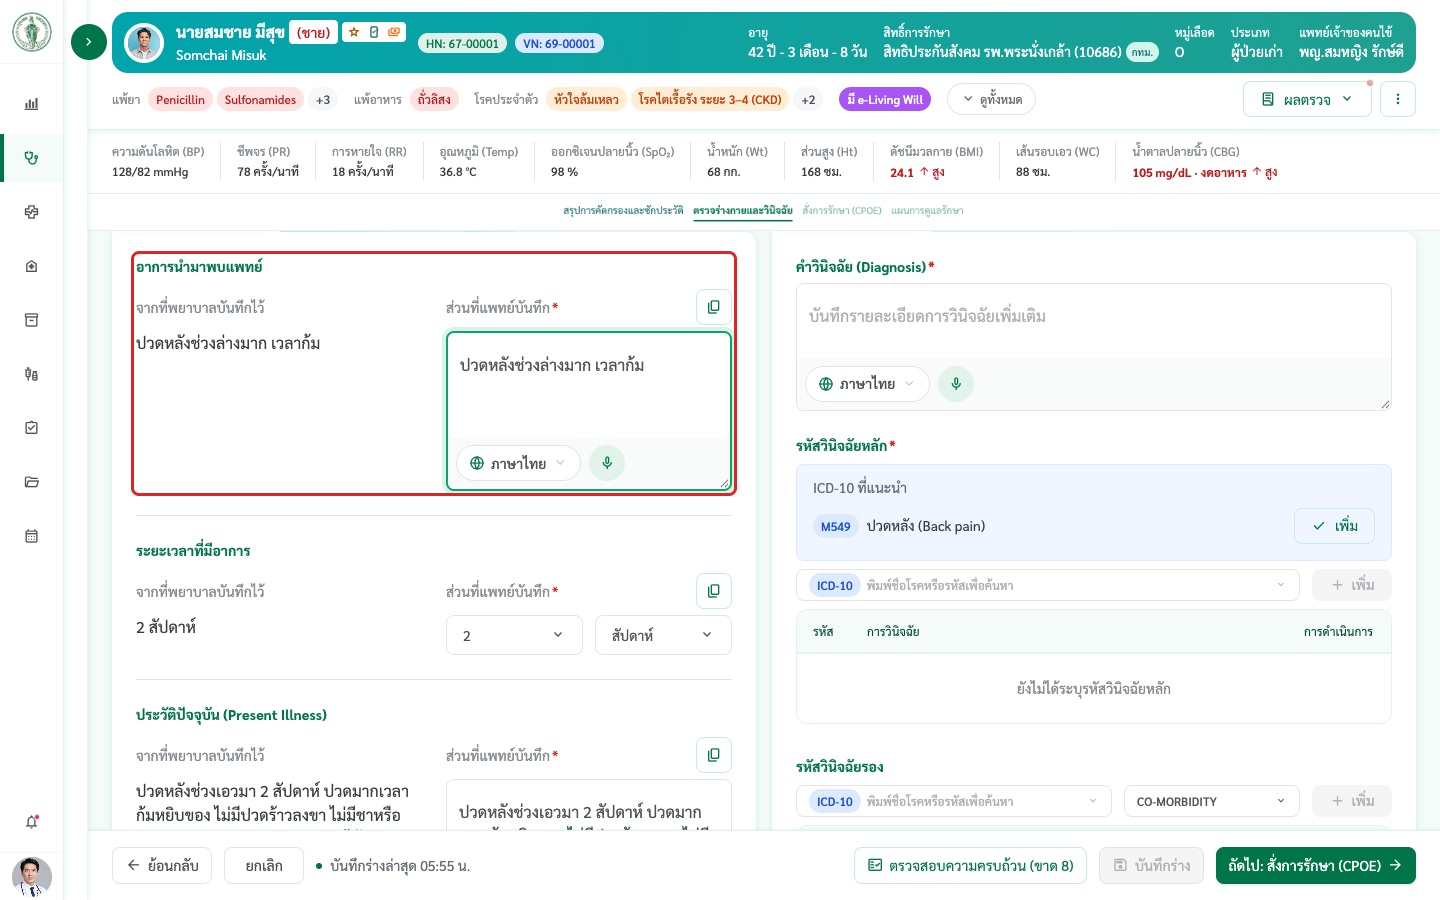 นายสมชาย มีสุข (ชาย)
Somchai Misuk
HN: 67-00001
VN: 69-00001
อายุ
42 ปี - 3 เดือน - 8 วัน
สิทธิ์การรักษา
สิทธิประกันสังคม รพ.พระนั่งเกล้า (10686) กทม.
หมู่เลือด
O
ประเภท
ผู้ป่วยเก่า
แพทย์เจ้าของคนไข้
พญ.สมหญิง รักษ์ดี
แพ้ยา Penicillin Sulfonamides +3 แพ้อาหาร ถั่วลิสง โรคประจำตัว หัวใจล้มเหลว โรคไตเรื้อรัง ระยะ 3–4 (CKD) +2 มี e-Living Will ดูทั้งหมด
ผลตรวจ
ความดันโลหิต (BP)
128/82 mmHg
ชีพจร (PR)
78 ครั้ง/นาที
การหายใจ (RR)
18 ครั้ง/นาที
อุณหภูมิ (Temp)
36.8 °C
ออกซิเจนปลายนิ้ว (SpO₂)
98 %
น้ำหนัก (Wt)
68 กก.
ส่วนสูง (Ht)
168 ซม.
ดัชนีมวลกาย (BMI)
24.1 ↑ สูง
เส้นรอบเอว (WC)
88 ซม.
น้ำตาลปลายนิ้ว (CBG)
105 mg/dL · งดอาหาร ↑ สูง
สรุปการคัดกรองและซักประวัติ ตรวจร่างกายและวินิจฉัย สั่งการรักษา (CPOE) แผนการดูแลรักษา
อาการนำมาพบแพทย์
จากที่พยาบาลบันทึกไว้
ปวดหลังช่วงล่างมาก เวลาก้ม
ส่วนที่แพทย์บันทึก *
ปวดหลังช่วงล่างมาก เวลาก้ม
ภาษาไทย
ระยะเวลาที่มีอาการ
จากที่พยาบาลบันทึกไว้
2 สัปดาห์
ส่วนที่แพทย์บันทึก *
2 สัปดาห์
ประวัติปัจจุบัน (Present Illness)
จากที่พยาบาลบันทึกไว้
ปวดหลังช่วงเอวมา 2 สัปดาห์ ปวดมากเวลา
ก้มหยิบของ ไม่มีปวดร้าวลงขา ไม่มีชาหรือ
ส่วนที่แพทย์บันทึก *
ปวดหลังช่วงเอวมา 2 สัปดาห์ ปวดมาก
คำวินิจฉัย (Diagnosis) *
บันทึกรายละเอียดการวินิจฉัยเพิ่มเติม
ภาษาไทย
รหัสวินิจฉัยหลัก *
ICD-10 ที่แนะนำ
M549 ปวดหลัง (Back pain) เพิ่ม
ICD-10 พิมพ์ชื่อโรคหรือรหัสเพื่อค้นหา + เพิ่ม
รหัส การวินิจฉัย การดำเนินการ
ยังไม่ได้ระบุรหัสวินิจฉัยหลัก
รหัสวินิจฉัยรอง
ICD-10 พิมพ์ชื่อโรคหรือรหัสเพื่อค้นหา CO-MORBIDITY + เพิ่ม
← ย้อนกลับ ยกเลิก บันทึกร่างล่าสุด 05:55 น. ตรวจสอบความครบถ้วน (ขาด 8) บันทึกร่าง ถัดไป: สั่งการรักษา (CPOE) →